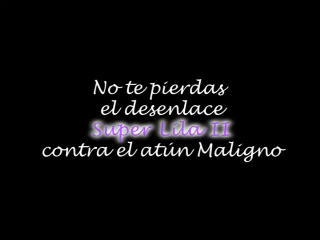 No te pierdas
el desenlace
Super Lila II
contra el atún Maligno